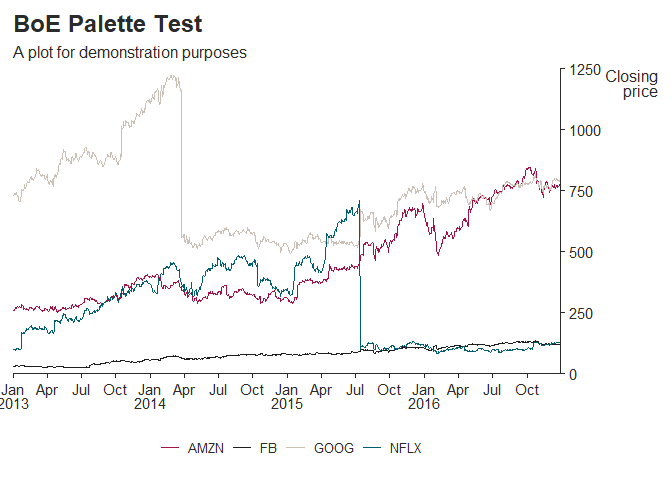 BoE Palette Test
A plot for demonstration purposes
1250 Closing
price
1000
750
500
250
0
Jan Apr Jul Oct Jan Apr Jul Oct Jan Apr Jul Oct Jan Apr Jul Oct
2013 2014 2015 2016
AMZN FB GOOG NFLX